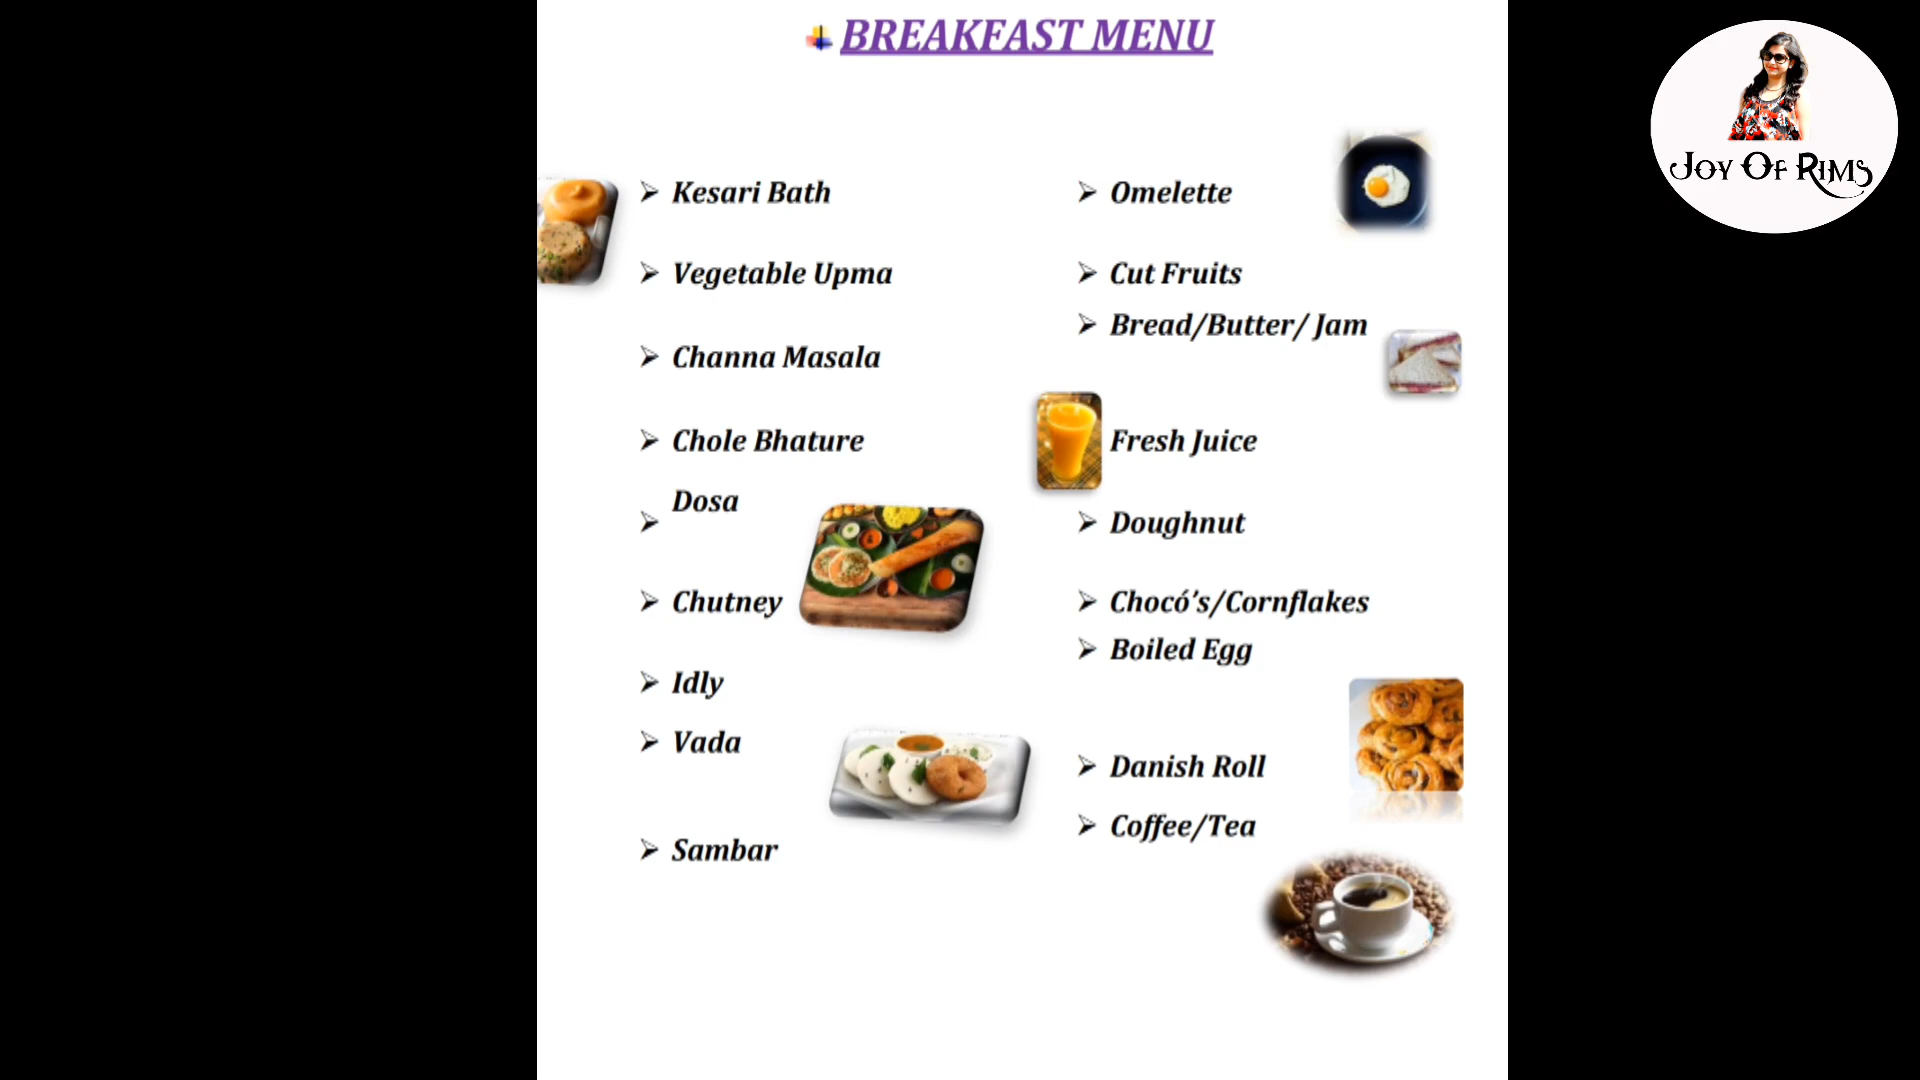 BREAKFAST MENU
Kesari Bath
Vegetable Upma
Channa Masala
Chole Bhature
Dosa
Chutney
Idly
Vada
Sambar
Omelette
Cut Fruits
Bread/Butter/ Jam
Fresh Juice
Doughnut
Chocó's/Cornflakes
Boiled Egg
Danish Roll
Coffee/Tea
JOY OF RIMS